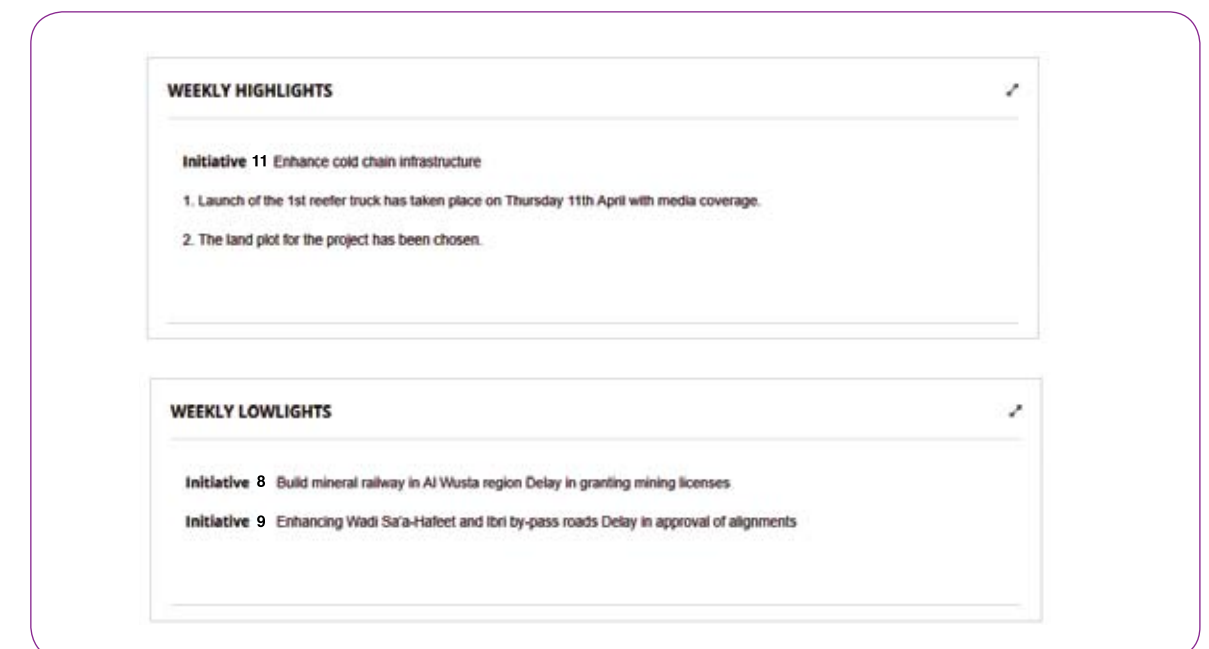 WEEKLY HIGHLIGHTS
Initiative 11 Enhance cold chain infrastructure
1. Launch of the 1st reefer truck has taken place on Thursday 11th April with media coverage.
2. The land plot for the project has been chosen.
WEEKLY LOWLIGHTS
Initiative 8 Build mineral railway in Al Wusta region Delay in granting mining licenses
Initiative 9 Enhancing Wadi Sa'a-Hafeet and Ibri by-pass roads Delay in approval of alignments